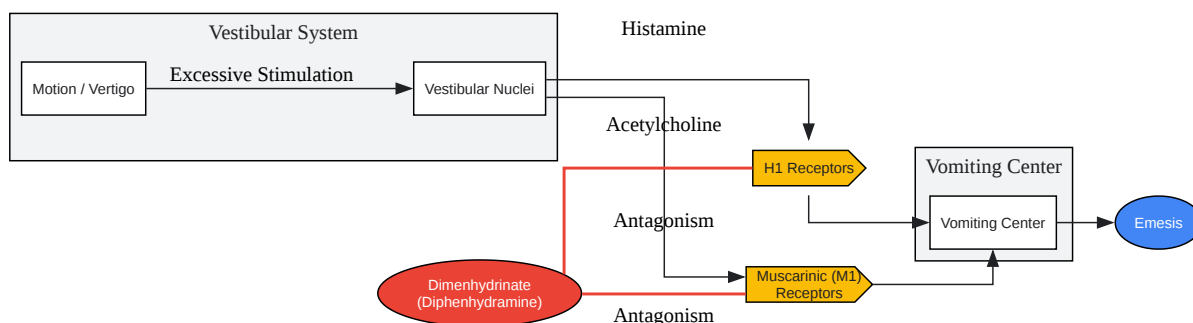 Vestibular System
Histamine
Motion / Vertigo
Excessive Stimulation
Vestibular Nuclei
Acetylcholine
H1 Receptors
Vomiting Center
Vomiting Center
Emesis
Antagonism
Dimenhydrinate
(Diphenhydramine)
Muscarinic (M1)
Receptors
Antagonism